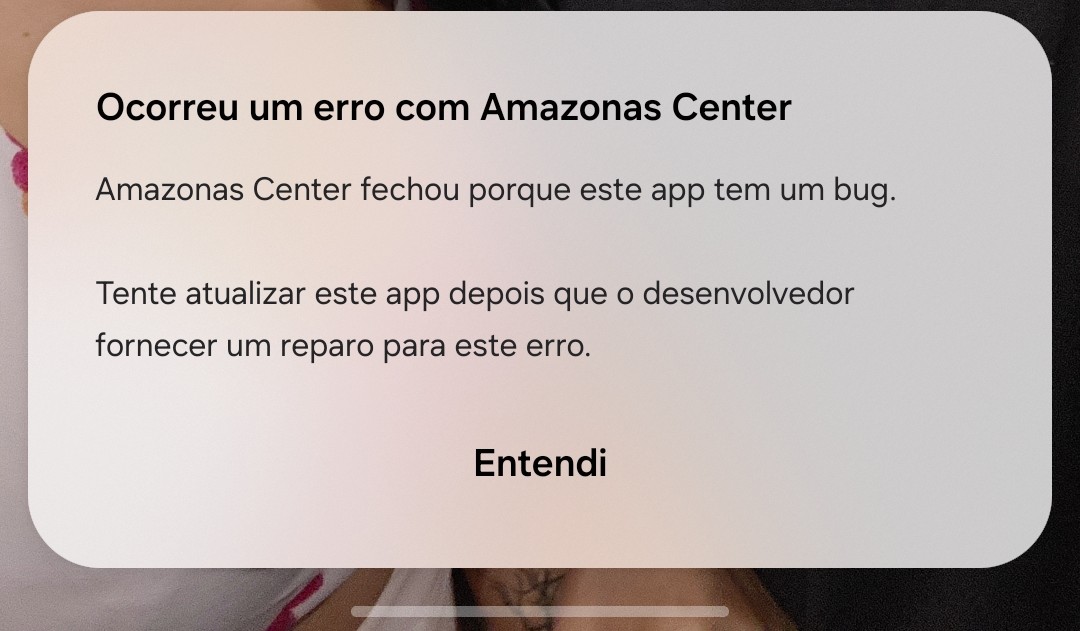 Ocorreu um erro com Amazonas Center
Amazonas Center fechou porque este app tem um bug.
Tente atualizar este app depois que o desenvolvedor
fornecer um reparo para este erro.
Entendi